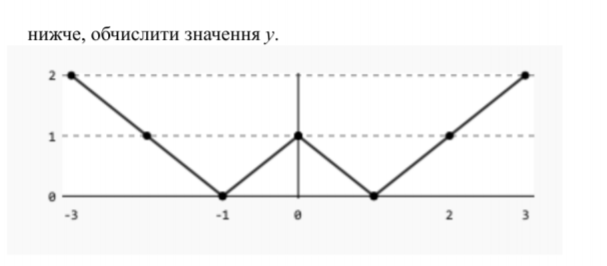 нижче, обчислити значення y.
2
1
0
-3 -1 0 2 3